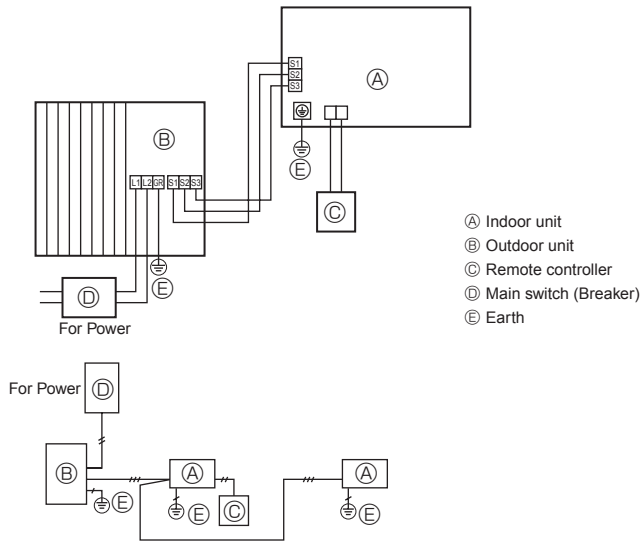 S1
S2
S3
Ⓐ
Ⓑ
L1 L2 GR S1 S2 S3
Ⓔ
Ⓒ
Ⓔ
Ⓓ
For Power
Ⓐ Indoor unit
Ⓑ Outdoor unit
Ⓒ Remote controller
Ⓓ Main switch (Breaker)
Ⓔ Earth
For Power Ⓓ
Ⓑ Ⓐ Ⓐ
Ⓔ Ⓔ Ⓒ Ⓔ